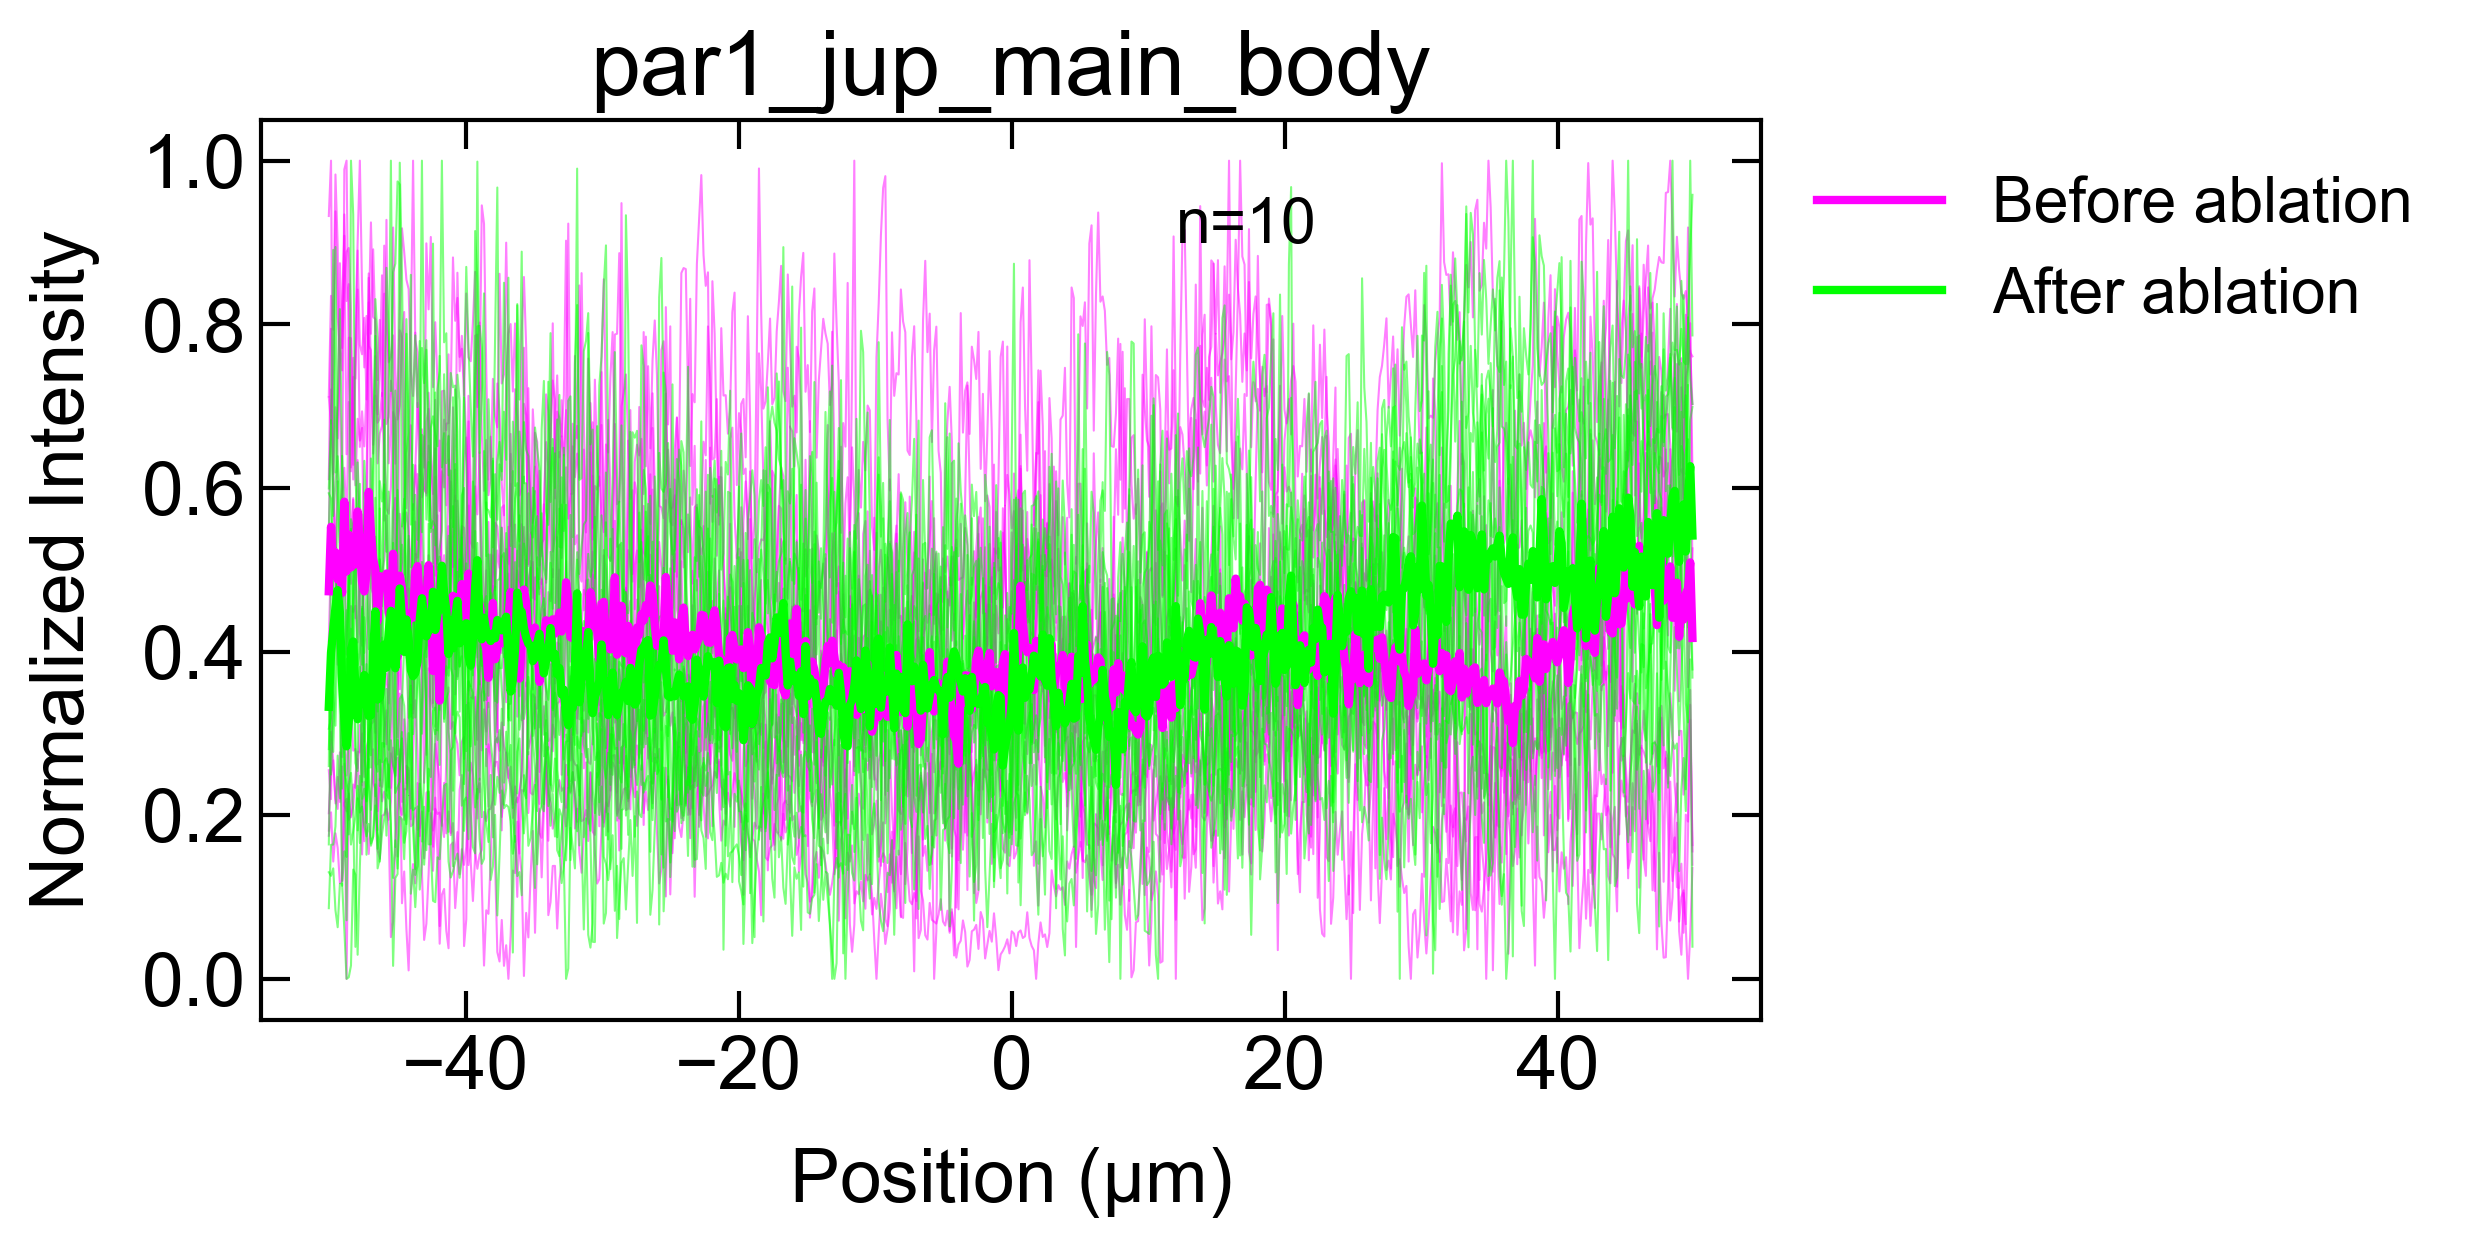 par1_jup_main_body
1.0
0.8
0.6
0.4
0.2
0.0
Normalized Intensity
n=10
Before ablation
After ablation
−40
−20
0
20
40
Position (μm)